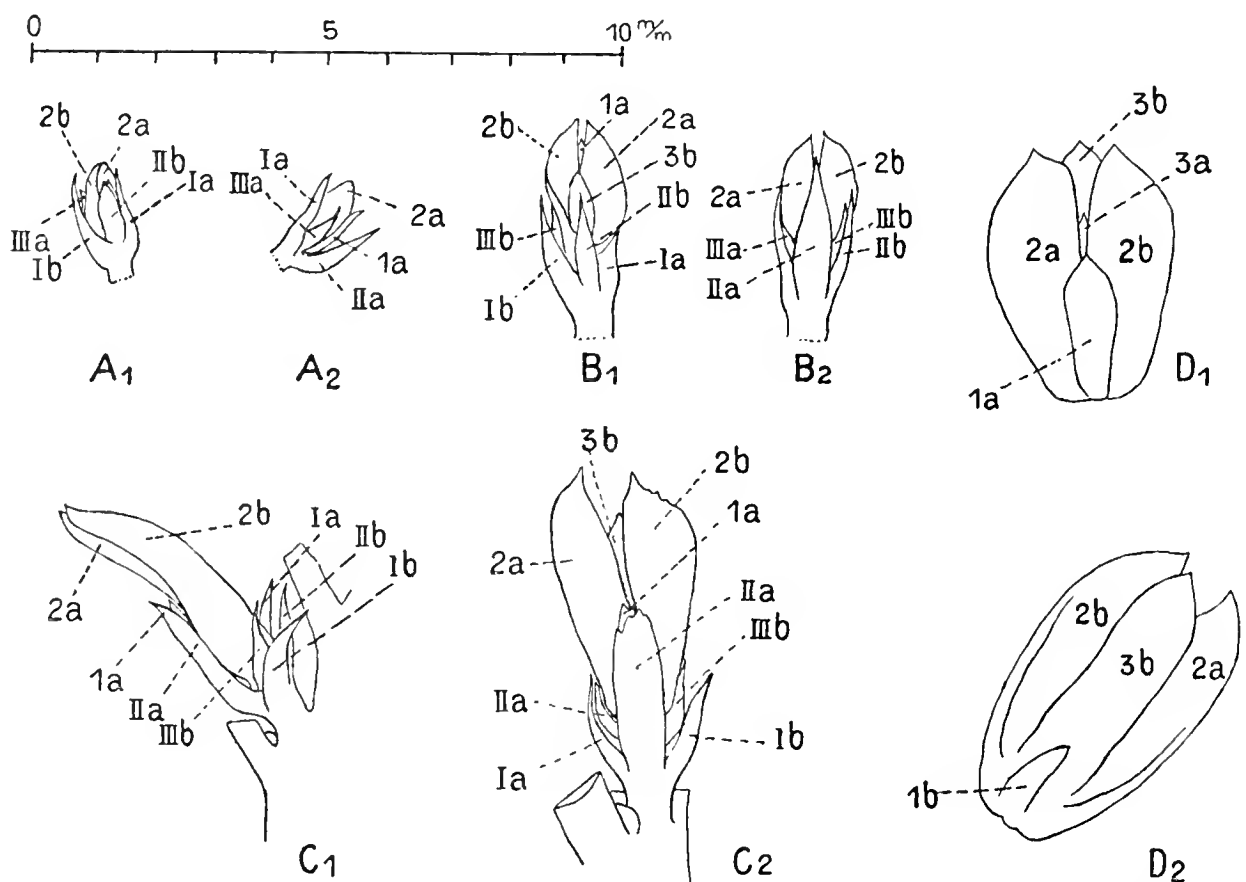 0 5 10 m/m
2b 2a IIb Ia
IIIa Ib
A1
Ia IIIa 2a
1a IIa
A2
2b 1a 2a 3b IIb
IIIb Ib Ia
B1
2a 2b
IIIa IIIb
IIa IIb
B2
3b
3a
2a 2b
1a
D1
2b Ia IIb Ib
2a
1a IIa IIIb
C1
3b 2b 1a
2a IIa IIIb
IIa Ib
Ia
C2
2b 3b 2a
1b
D2